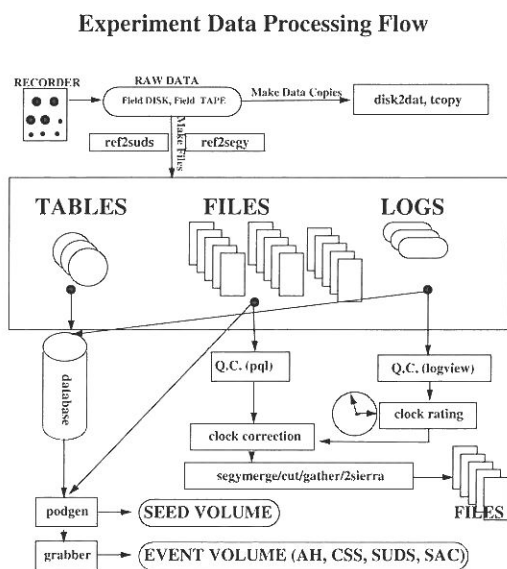 Experiment Data Processing Flow
RECORDER
RAW DATA
Field DISK, Field TAPE
Make Data Copies
disk2dat, tcopy
Make Files
ref2suds
ref2segy
TABLES
FILES
LOGS
database
Q.C. (pql)
Q.C. (logview)
clock rating
clock correction
segymerge/cut/gather/2sierra
FILES
podgen
SEED VOLUME
grabber
EVENT VOLUME (AH, CSS, SUDS, SAC)